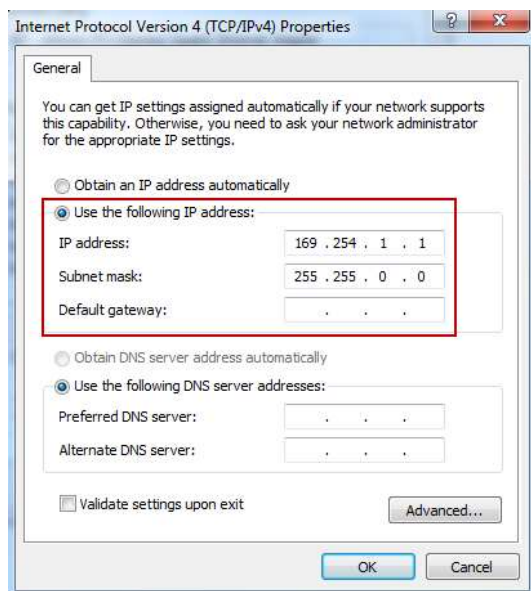 Internet Protocol Version 4 (TCP/IPv4) Properties
General
You can get IP settings assigned automatically if your network supports
this capability. Otherwise, you need to ask your network administrator
for the appropriate IP settings.
Obtain an IP address automatically
Use the following IP address:
IP address: 169 . 254 . 1 . 1
Subnet mask: 255 . 255 . 0 . 0
Default gateway: . . .
Obtain DNS server address automatically
Use the following DNS server addresses:
Preferred DNS server: . . .
Alternate DNS server: . . .
Validate settings upon exit
Advanced...
OK Cancel